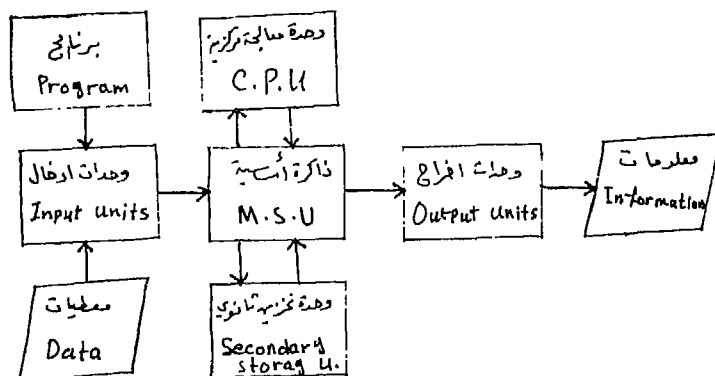 برنامج
Program
وحدة معالجة مركزية
C.P.U
وحدات ادخال
Input Units
ذاكرة أساسية
M.S.U
وحدات اخراج
Output Units
معلومات
Information
معطيات
Data
وحدة تخزين ثانوي
Secondary
storag u.